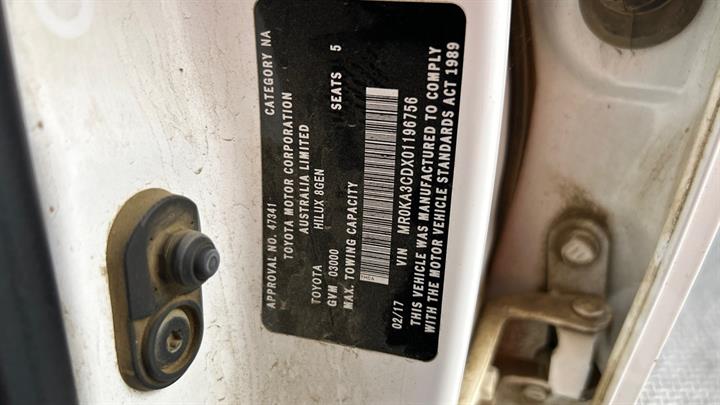 APPROVAL NO. 47341 CATEGORY NA
TOYOTA MOTOR CORPORATION
AUSTRALIA LIMITED
TOYOTA HILUX 8GEN
GVM 03000 SEATS 5
MAX. TOWING CAPACITY
THCA
02/17 VIN MR0KA3CDX01196756
THIS VEHICLE WAS MANUFACTURED TO COMPLY
WITH THE MOTOR VEHICLE STANDARDS ACT 1989